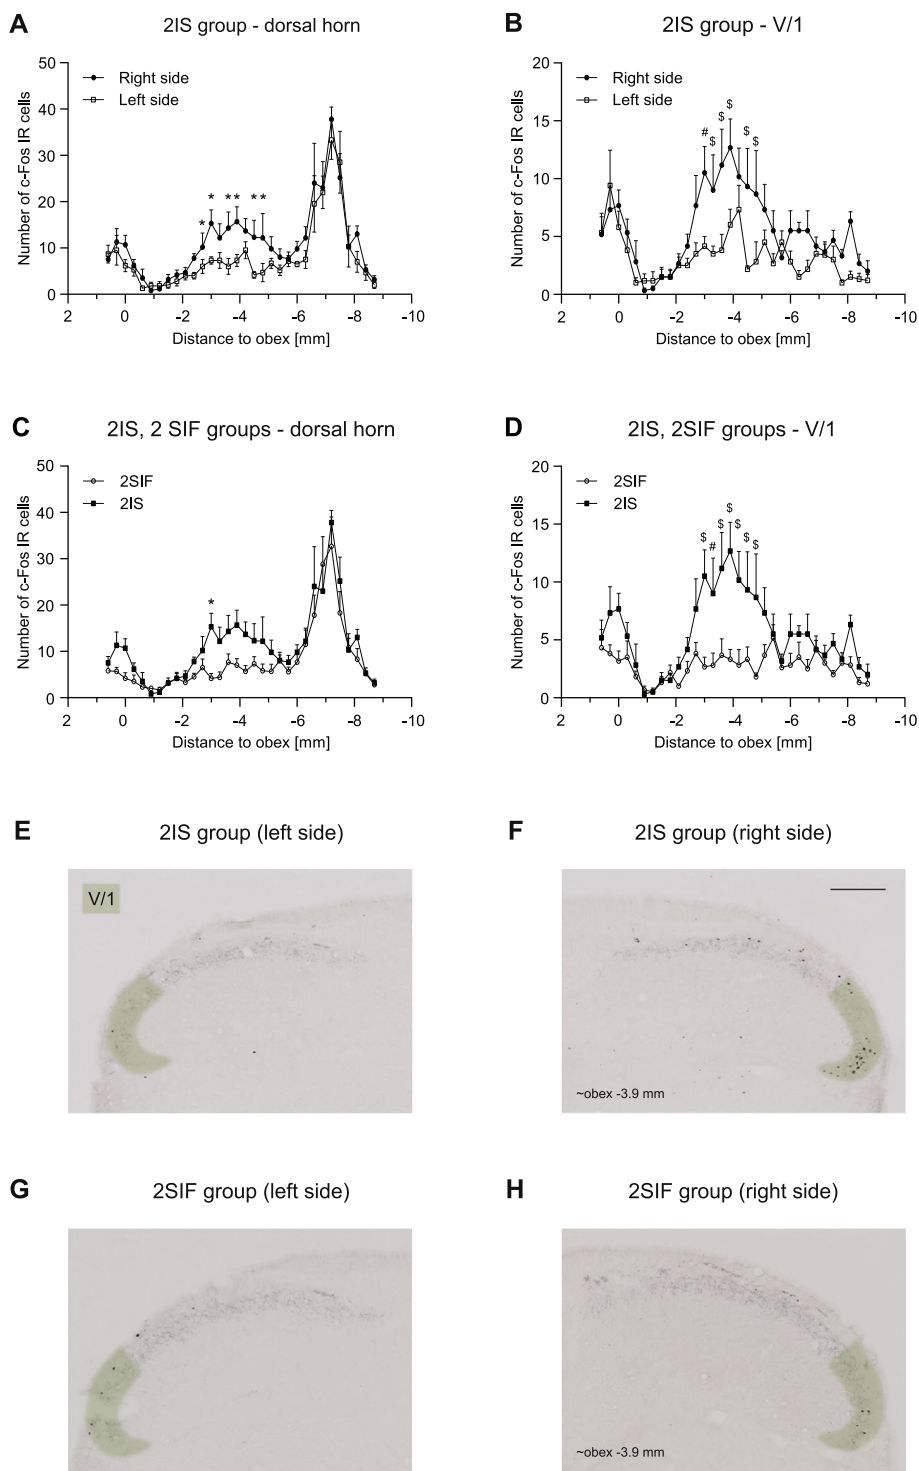 A
2IS group - dorsal horn
Number of c-Fos IR cells
50
40
30
20
10
0
Right side
Left side
* * * * * *
2 0 -2 -4 -6 -8 -10
Distance to obex [mm]
B
2IS group - V/1
Number of c-Fos IR cells
20
15
10
5
0
Right side
Left side
# $ $ $ $ $
2 0 -2 -4 -6 -8 -10
Distance to obex [mm]
C
2IS, 2 SIF groups - dorsal horn
Number of c-Fos IR cells
50
40
30
20
10
0
2SIF
2IS
*
2 0 -2 -4 -6 -8 -10
Distance to obex [mm]
D
2IS, 2SIF groups - V/1
Number of c-Fos IR cells
20
15
10
5
0
2SIF
2IS
$ # $ $ $ $ $
2 0 -2 -4 -6 -8 -10
Distance to obex [mm]
E
2IS group (left side)
V/1
F
2IS group (right side)
~obex -3.9 mm
G
2SIF group (left side)
H
2SIF group (right side)
~obex -3.9 mm